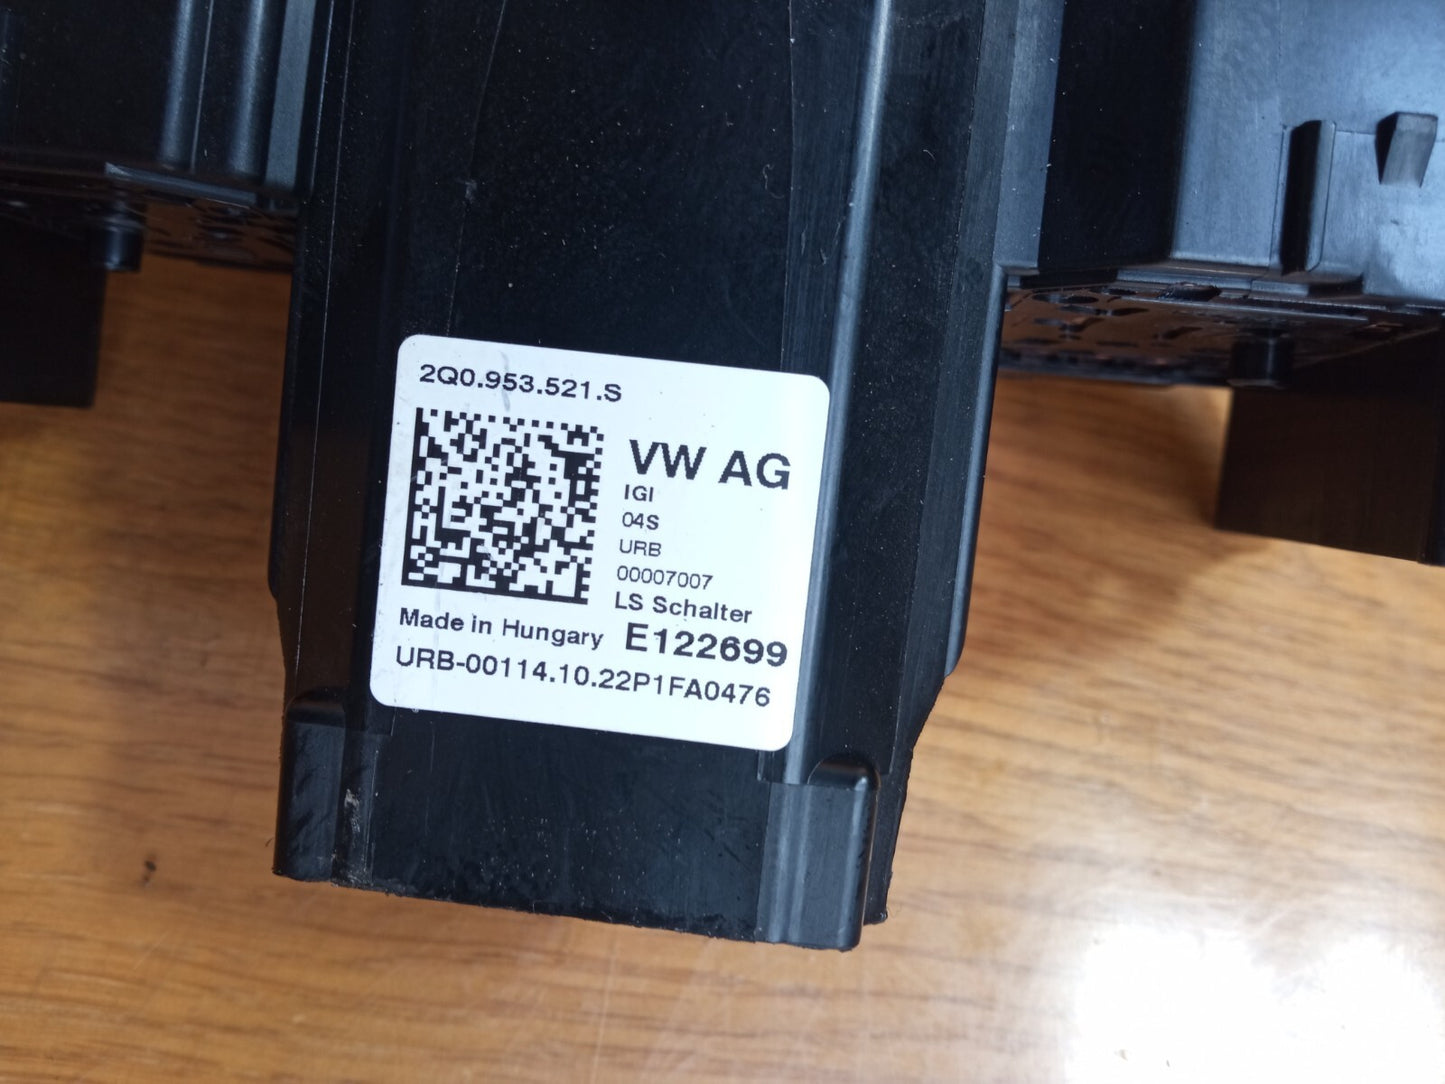 2Q0.953.521.S
VW AG
IGI
04S
URB
00007007
LS Schalter
Made in Hungary E122699
URB-00114.10.22P1FA0476